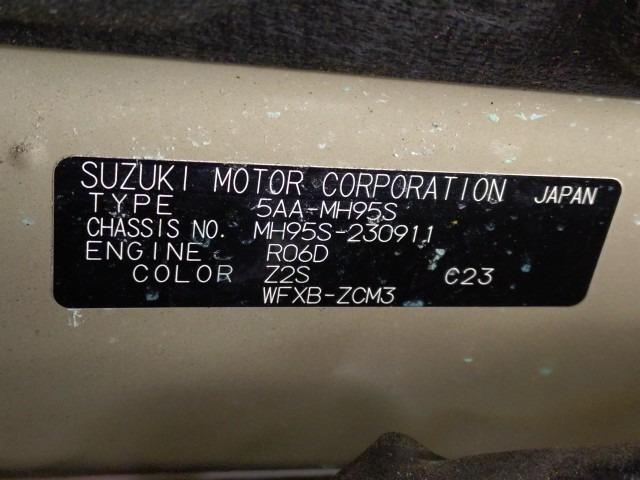 SUZUKI MOTOR CORPORATION JAPAN
TYPE 5AA-MH95S
CHASSIS NO. MH95S-230911
ENGINE R06D
COLOR Z2S C23
WFXB-ZCM3